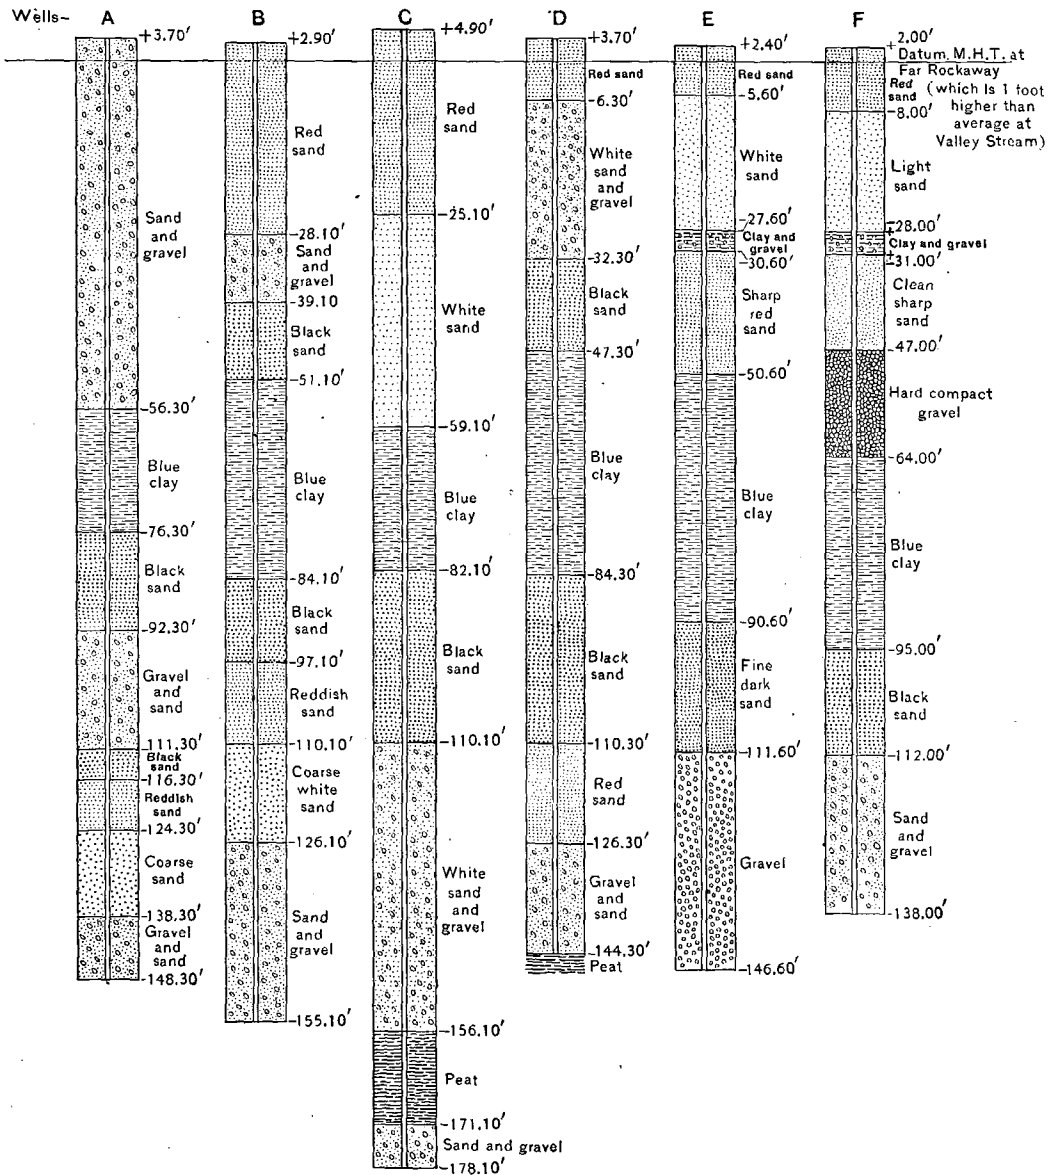 Wells-
A
+3.70′
Sand
and
gravel
-56.30′
Blue
clay
-76.30′
Black
sand
-92.30′
Gravel
and
sand
-111.30′
Black
sand
-116.30′
Reddish
sand
-124.30′
Coarse
sand
-138.30′
Gravel
and
sand
-148.30′
B
+2.90′
Red
sand
-28.10′
Sand
and
gravel
-39.10
Black
sand
-51.10′
Blue
clay
-84.10′
Black
sand
-97.10′
Reddish
sand
-110.10′
Coarse
white
sand
-126.10′
Sand
and
gravel
-155.10′
C
+4.90′
Red
sand
-25.10′
White
sand
-59.10′
Blue
clay
-82.10′
Black
sand
-110.10′
White
sand
and
gravel
-156.10′
Peat
-171.10′
Sand and gravel
-178.10′
D
+3.70′
Red sand
-6.30′
White
sand
and
gravel
-32.30′
Black
sand
-47.30′
Blue
clay
-84.30′
Black
sand
-110.30′
Red
sand
-126.30′
Gravel
and
sand
-144.30′
Peat
E
+2.40′
Red sand
-5.60′
White
sand
-27.60′
Clay and
gravel
-30.60′
Sharp
red
sand
-50.60′
Blue
clay
-90.60′
Fine
dark
sand
-111.60′
Gravel
-146.60′
F
+2.00′
Datum, M.H.T. at
Far Rockaway
(which is 1 foot
higher than
average at
Valley Stream)
Red
sand
-8.00′
Light
sand
-28.00′
Clay and gravel
-31.00′
Clean
sharp
sand
-47.00′
Hard compact
gravel
-64.00′
Blue
clay
-95.00′
Black
sand
-112.00′
Sand
and
gravel
-138.00′